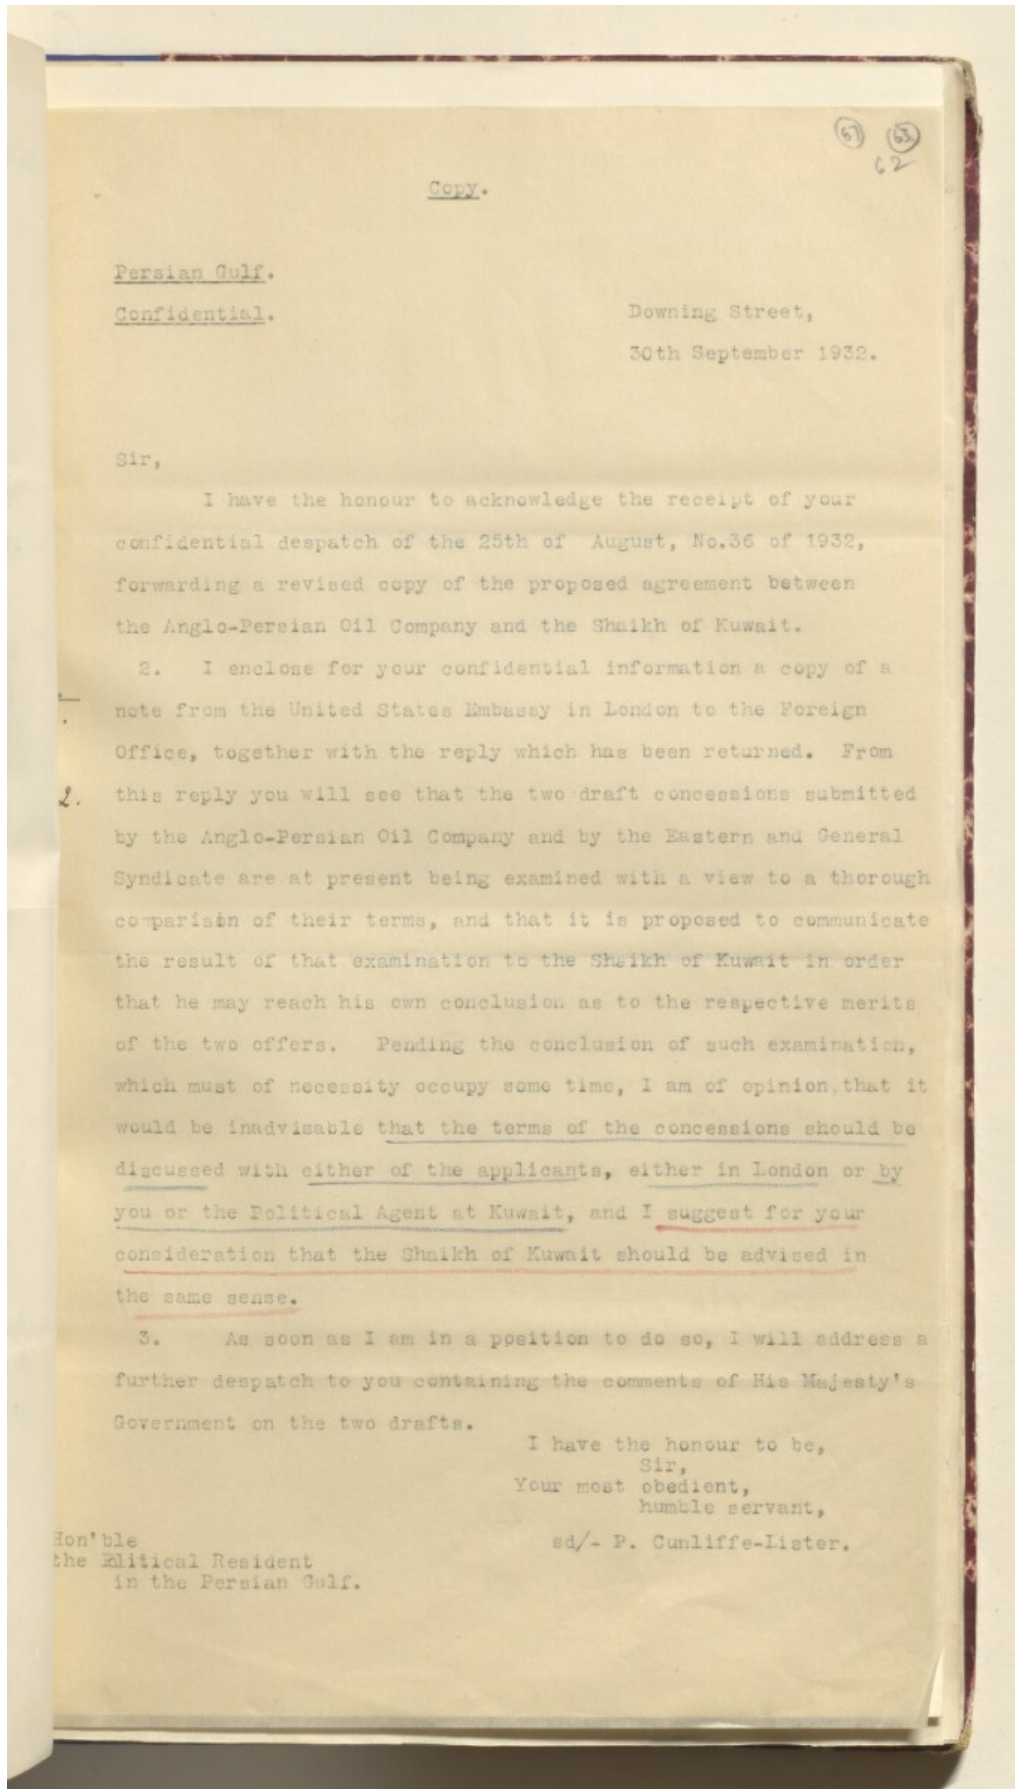 67 63
62
Copy.
Persian Gulf.
Confidential.
Downing Street,
30th September 1932.
Sir,
I have the honour to acknowledge the receipt of your
confidential despatch of the 25th of August, No.36 of 1932,
forwarding a revised copy of the proposed agreement between
the Anglo-Persian Oil Company and the Shaikh of Kuwait.
2. I enclose for your confidential information a copy of a
note from the United States Embassy in London to the Foreign
Office, together with the reply which has been returned. From
2. this reply you will see that the two draft concessions submitted
by the Anglo-Persian Oil Company and by the Eastern and General
Syndicate are at present being examined with a view to a thorough
comparison of their terms, and that it is proposed to communicate
the result of that examination to the Shaikh of Kuwait in order
that he may reach his own conclusion as to the respective merits
of the two offers. Pending the conclusion of such examination,
which must of necessity occupy some time, I am of opinion that it
would be inadvisable that the terms of the concessions should be
discussed with either of the applicants, either in London or by
you or the Political Agent at Kuwait, and I suggest for your
consideration that the Shaikh of Kuwait should be advised in
the same sense.
3. As soon as I am in a position to do so, I will address a
further despatch to you containing the comments of His Majesty's
Government on the two drafts.
I have the honour to be,
Sir,
Your most obedient,
humble servant,
sd/- P. Cunliffe-Lister.
Hon'ble
the Political Resident
in the Persian Gulf.